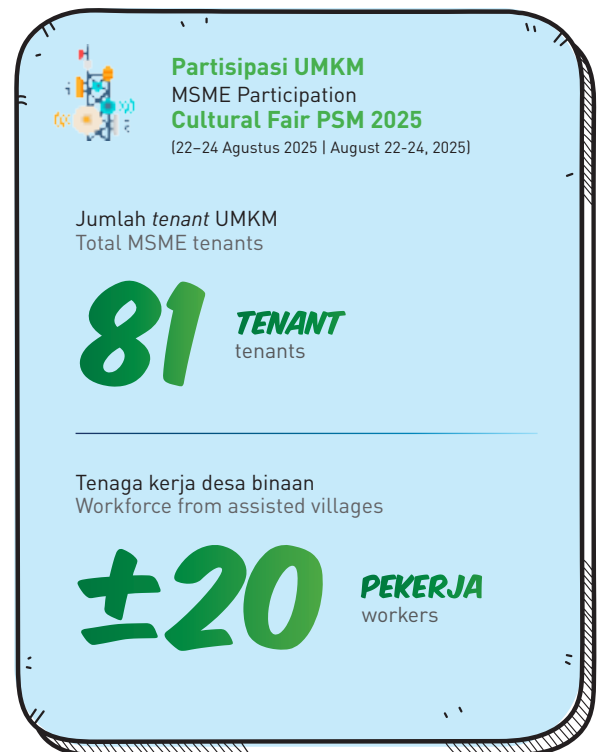 Partisipasi UMKM
MSME Participation
Cultural Fair PSM 2025
(22–24 Agustus 2025 | August 22-24, 2025)
Jumlah tenant UMKM
Total MSME tenants
81 TENANT
tenants
Tenaga kerja desa binaan
Workforce from assisted villages
±20 PEKERJA
workers